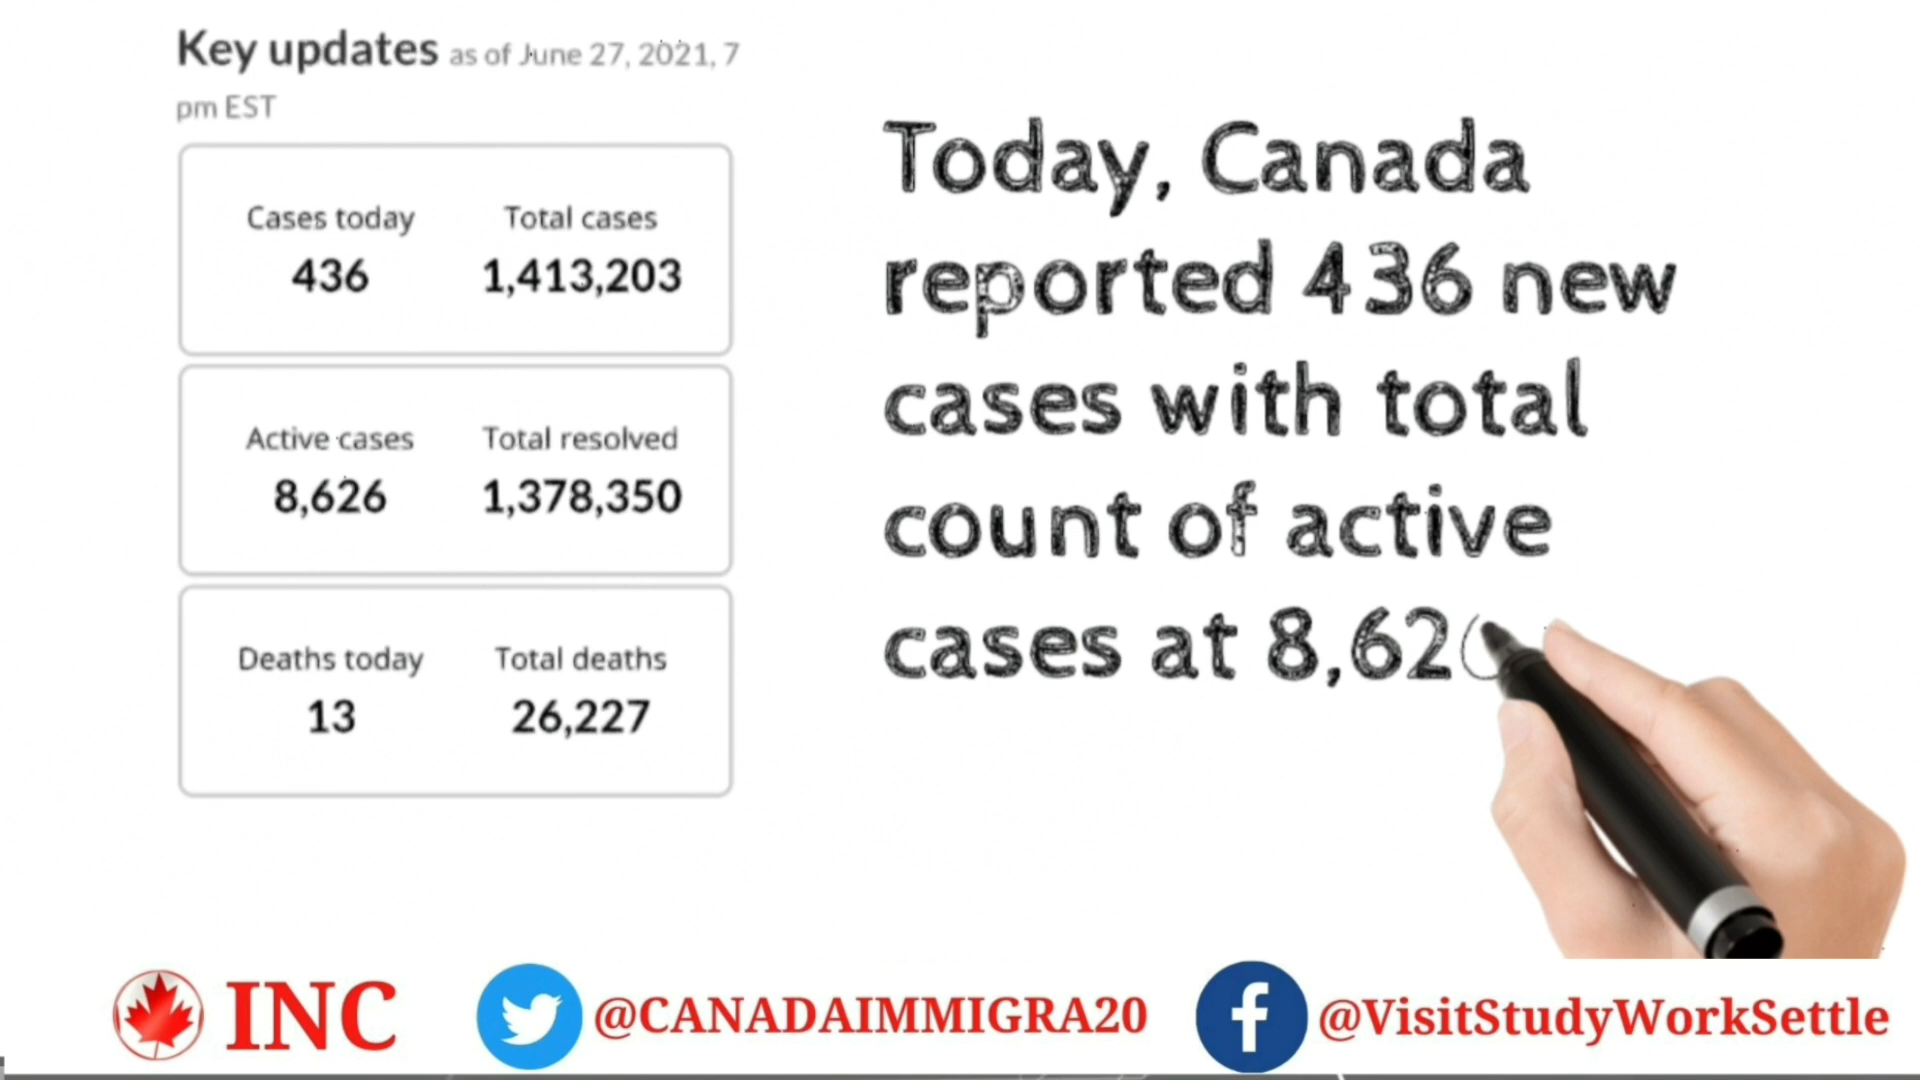 Key updates as of June 27, 2021, 7
pm EST
Cases today Total cases
436 1,413,203
Active cases Total resolved
8,626 1,378,350
Deaths today Total deaths
13 26,227
Today, Canada
reported 436 new
cases with total
count of active
cases at 8,62
INC @CANADAIMMIGRA20 @VisitStudyWorkSettle